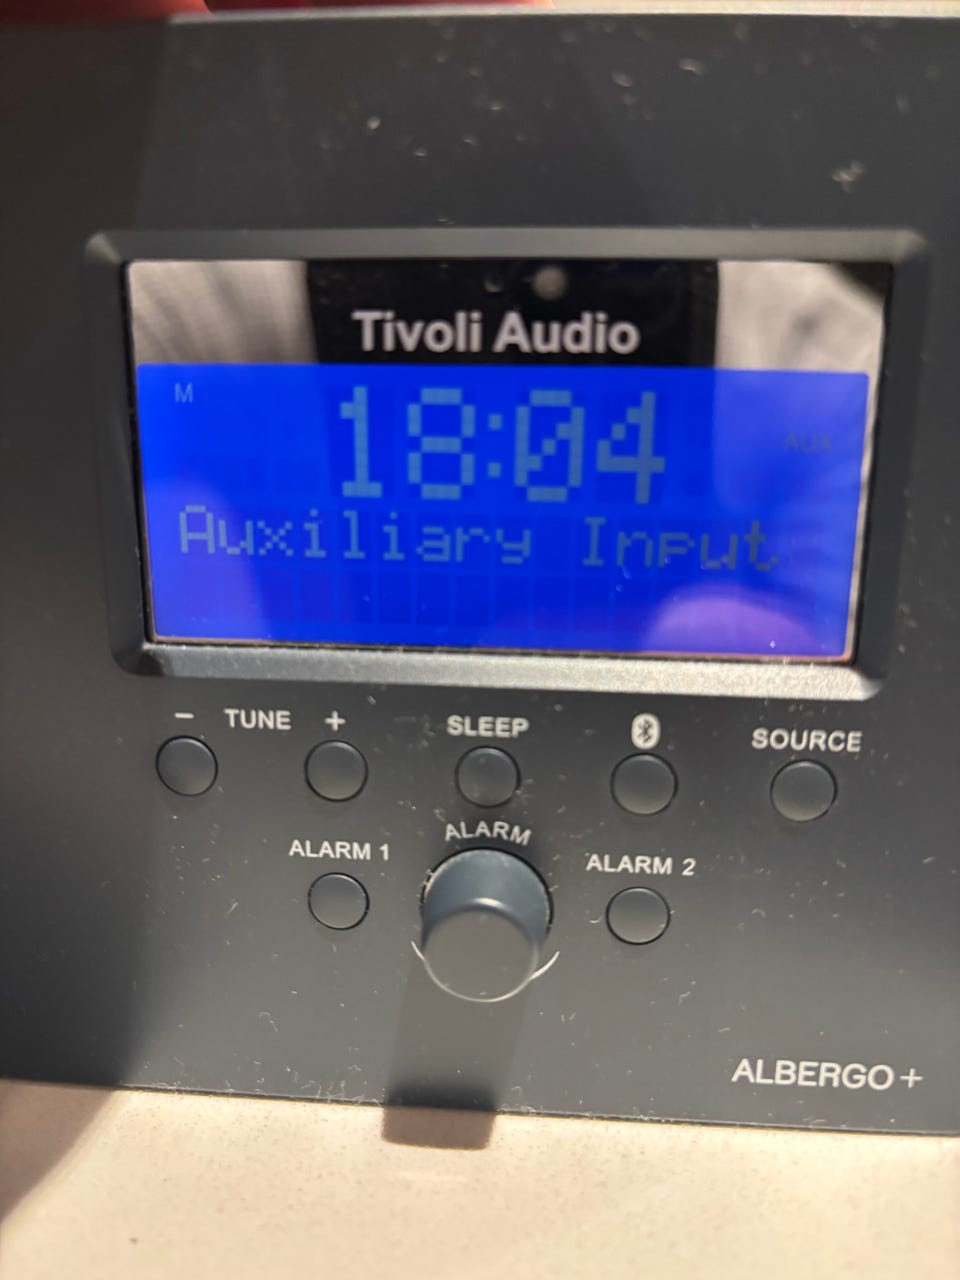 Tivoli Audio
M
18:04
AUX
Auxiliary Input
− TUNE +
SLEEP
SOURCE
ALARM
ALARM 1
ALARM 2
ALBERGO+